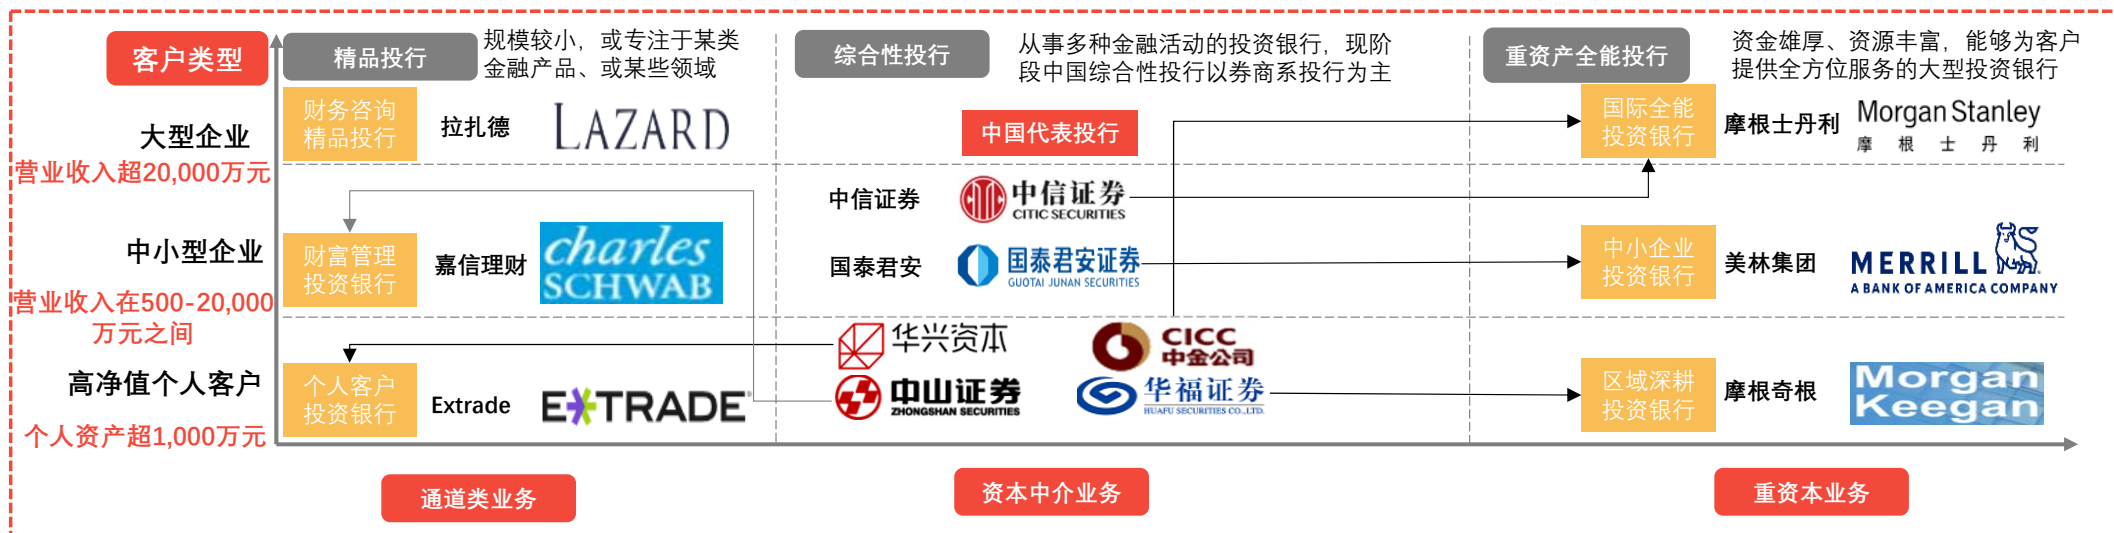 客户类型
精品投行
规模较小，或专注于某类
金融产品、或某些领域
综合性投行
从事多种金融活动的投资银行，现阶
段中国综合性投行以券商系投行为主
重资产全能投行
资金雄厚、资源丰富，能够为客户
提供全方位服务的大型投资银行
大型企业
营业收入超20,000万元
财务咨询
精品投行
拉扎德
LAZARD
中国代表投行
国际全能
投资银行
摩根士丹利
Morgan Stanley
摩 根 士 丹 利
中信证券
中信证券
CITIC SECURITIES
中小型企业
营业收入在500-20,000
万元之间
财富管理
投资银行
嘉信理财
charles
SCHWAB
国泰君安
国泰君安证券
GUOTAI JUNAN SECURITIES
中小企业
投资银行
美林集团
MERRILL
A BANK OF AMERICA COMPANY
高净值个人客户
个人资产超1,000万元
个人客户
投资银行
Extrade
E*TRADE
华兴资本
CICC
中金公司
中山证券
ZHONGSHAN SECURITIES
华福证券
HUAFU SECURITIES CO.,LTD.
区域深耕
投资银行
摩根奇根
Morgan
Keegan
通道类业务
资本中介业务
重资本业务